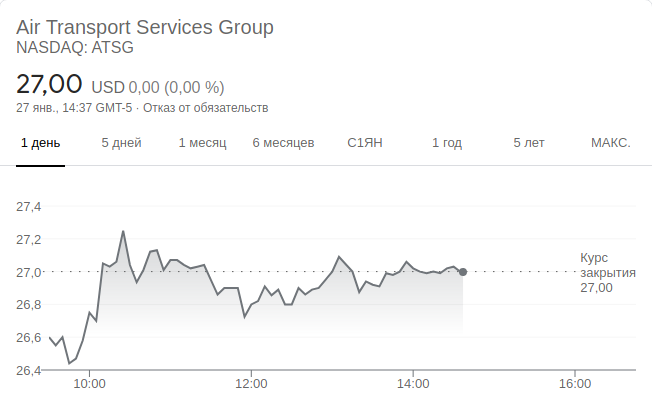 Air Transport Services Group
NASDAQ: ATSG
27,00 USD 0,00 (0,00 %)
27 янв., 14:37 GMT-5 · Отказ от обязательств
1 день 5 дней 1 месяц 6 месяцев С1ЯН 1 год 5 лет МАКС.
27,4
27,2
27,0
26,8
26,6
26,4
Курс
закрытия
27,00
10:00 12:00 14:00 16:00